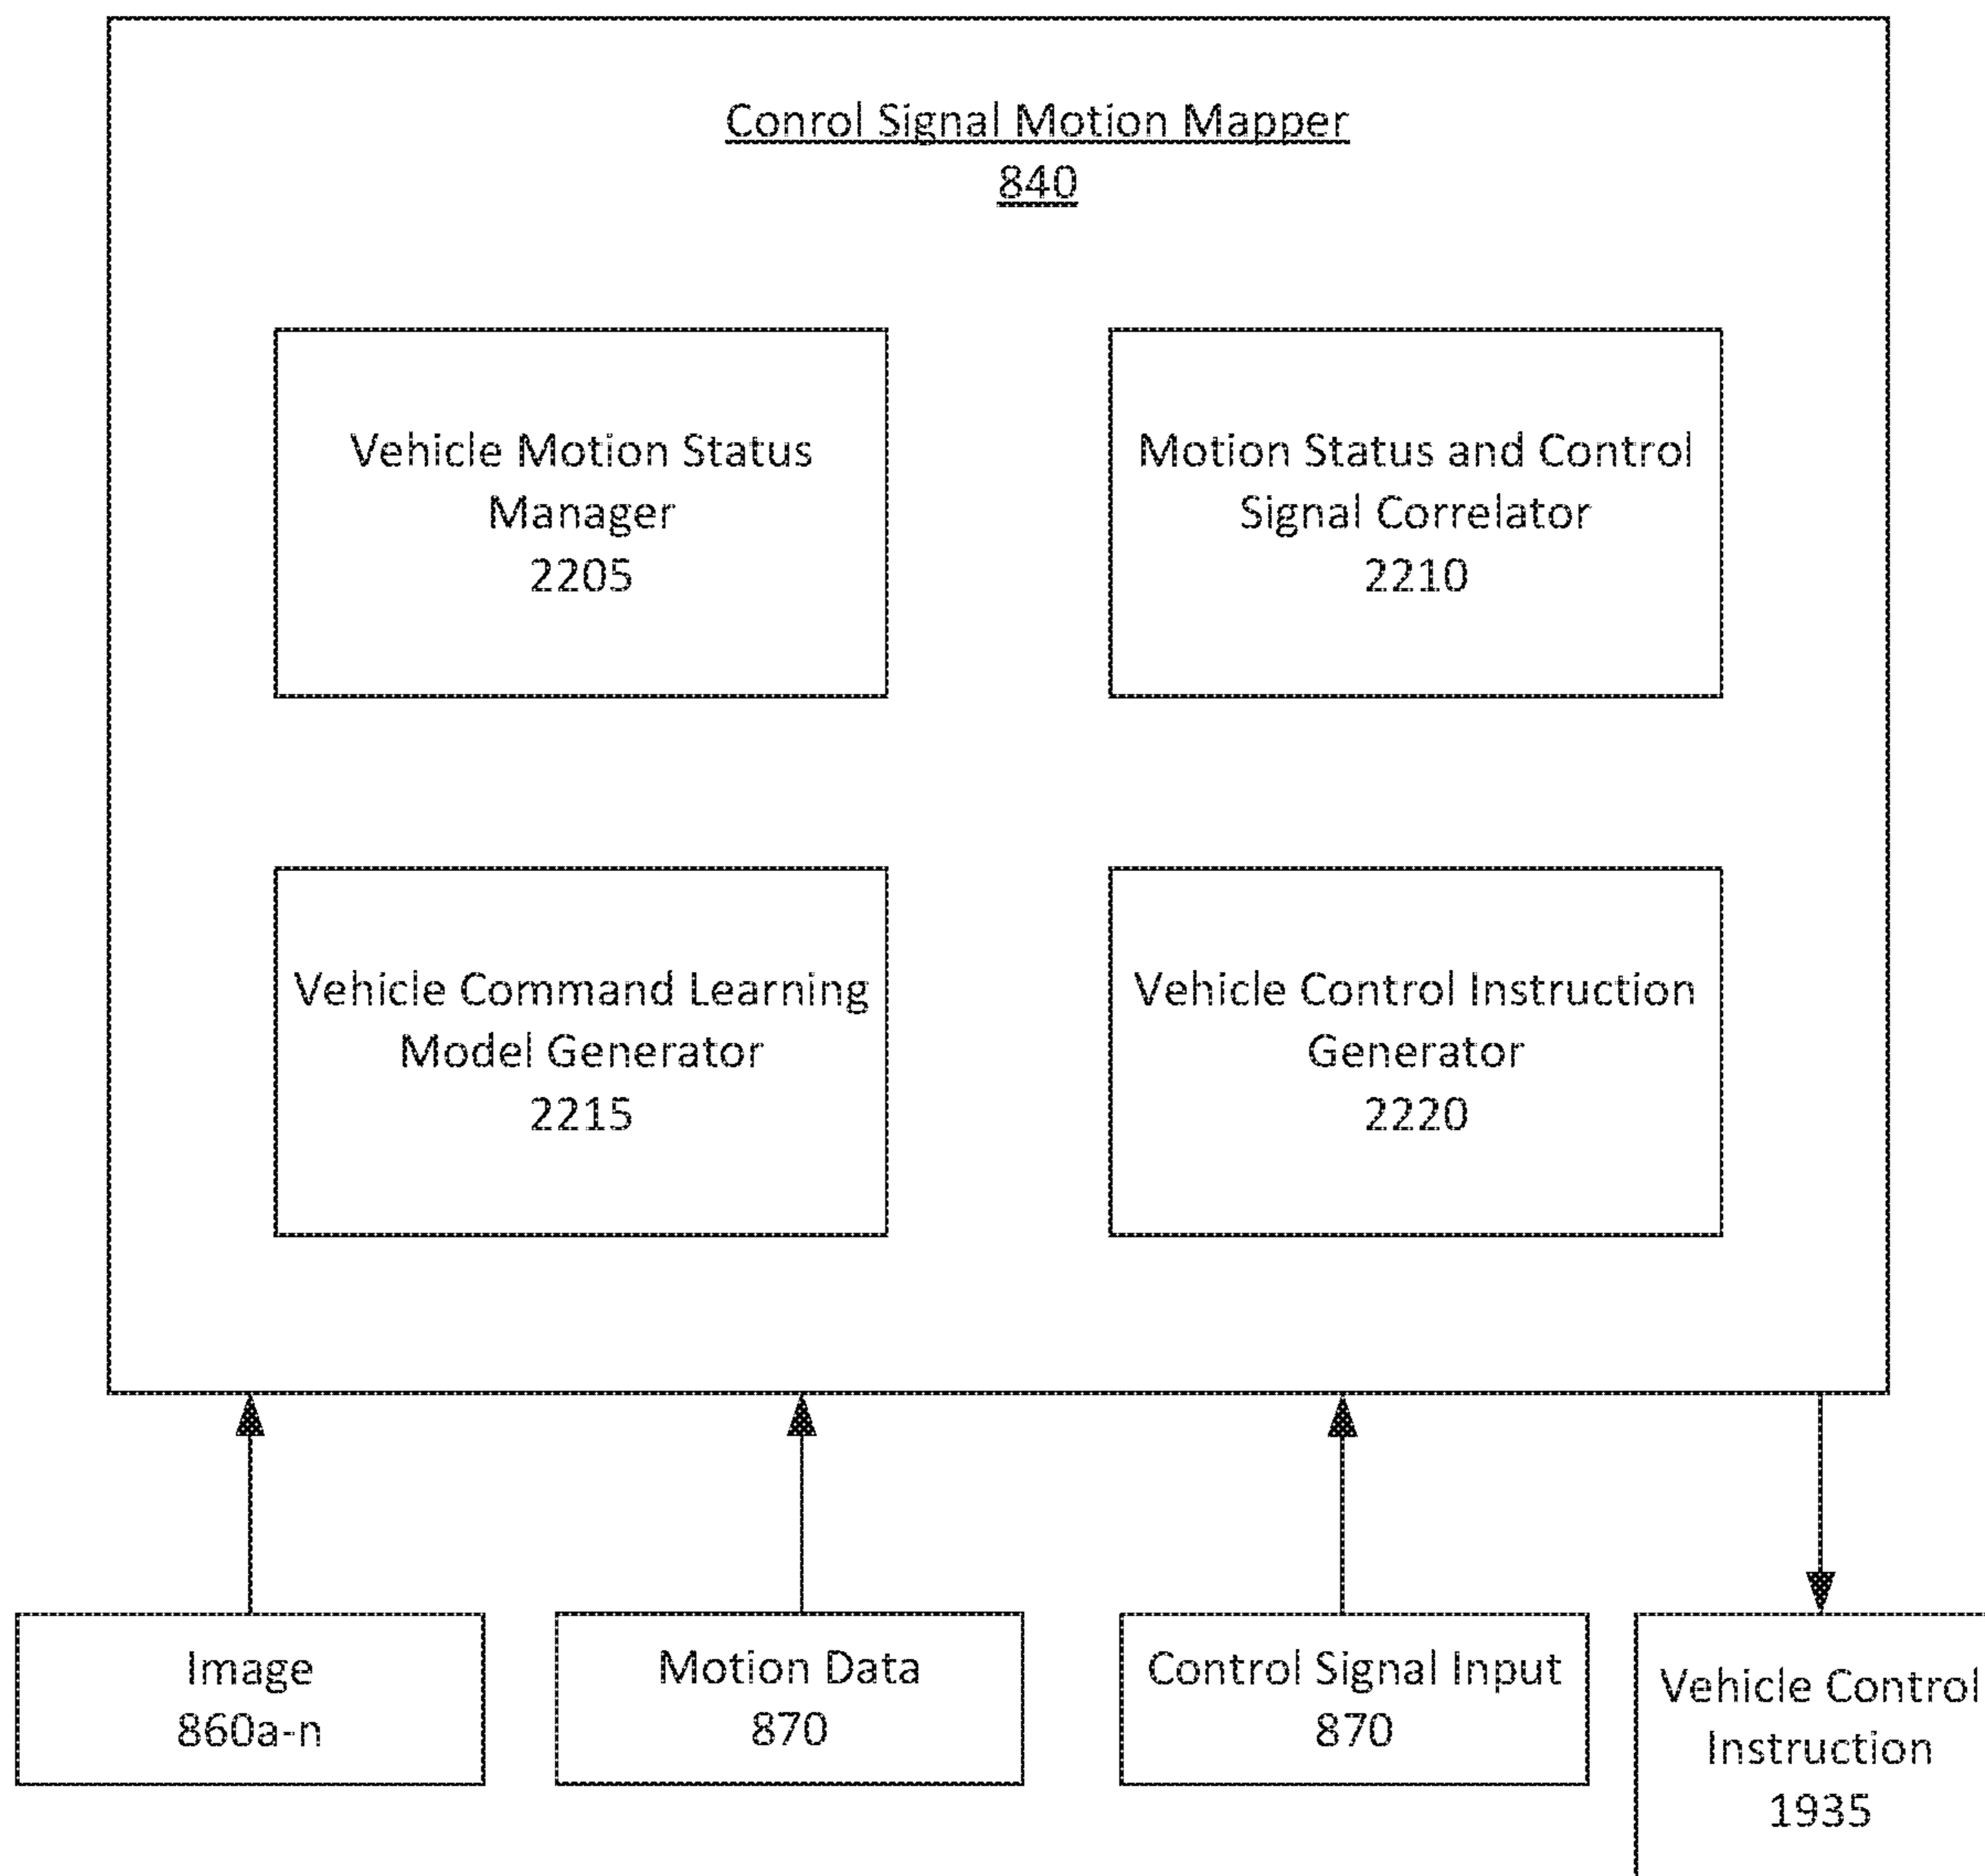 Conrol Signal Motion Mapper
840
Vehicle Motion Status
Manager
2205
Motion Status and Control
Signal Correlator
2210
Vehicle Command Learning
Model Generator
2215
Vehicle Control Instruction
Generator
2220
Image
860a-n
Motion Data
870
Control Signal Input
870
Vehicle Control
Instruction
1935